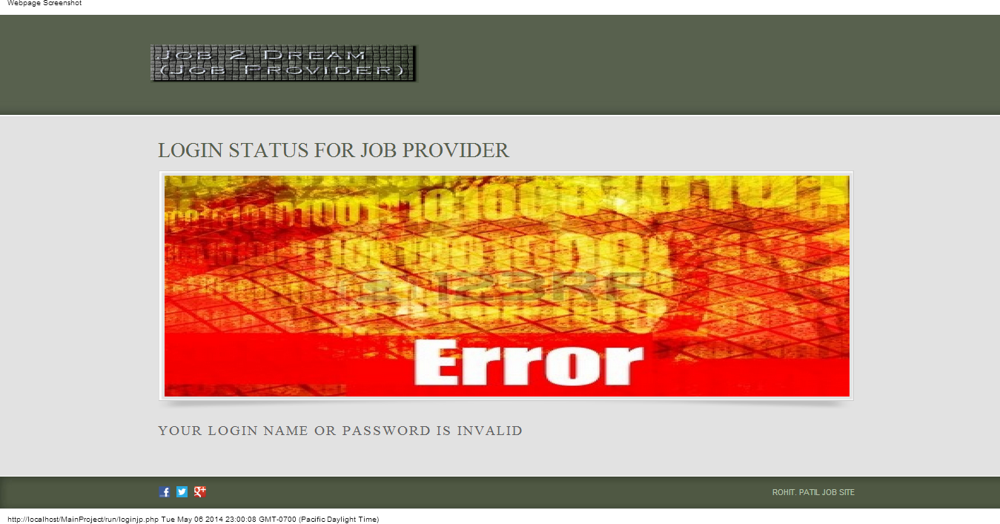 Webpage Screenshot
Job 2 Dream
(Job Provider)
LOGIN STATUS FOR JOB PROVIDER
123RF
Error
YOUR LOGIN NAME OR PASSWORD IS INVALID
f g+
ROHIT. PATIL JOB SITE
http://localhost/MainProject/run/loginjp.php Tue May 06 2014 23:00:08 GMT-0700 (Pacific Daylight Time)